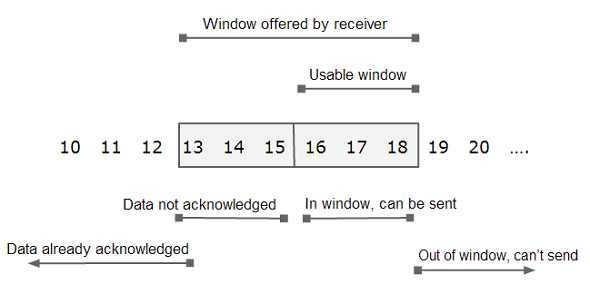 Window offered by receiver
Usable window
10 11 12 13 14 15 16 17 18 19 20 ....
Data not acknowledged In window, can be sent
Data already acknowledged Out of window, can't send